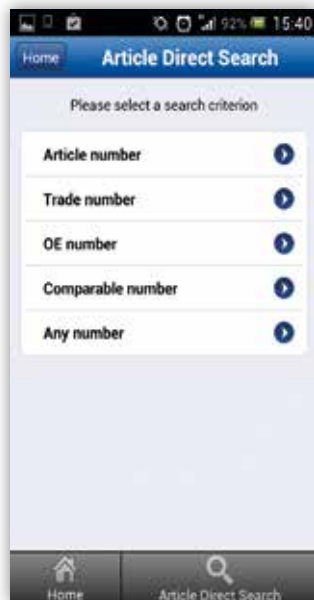 92% 15:40
Home Article Direct Search
Please select a search criterion
Article number
Trade number
OE number
Comparable number
Any number
Home Article Direct Search